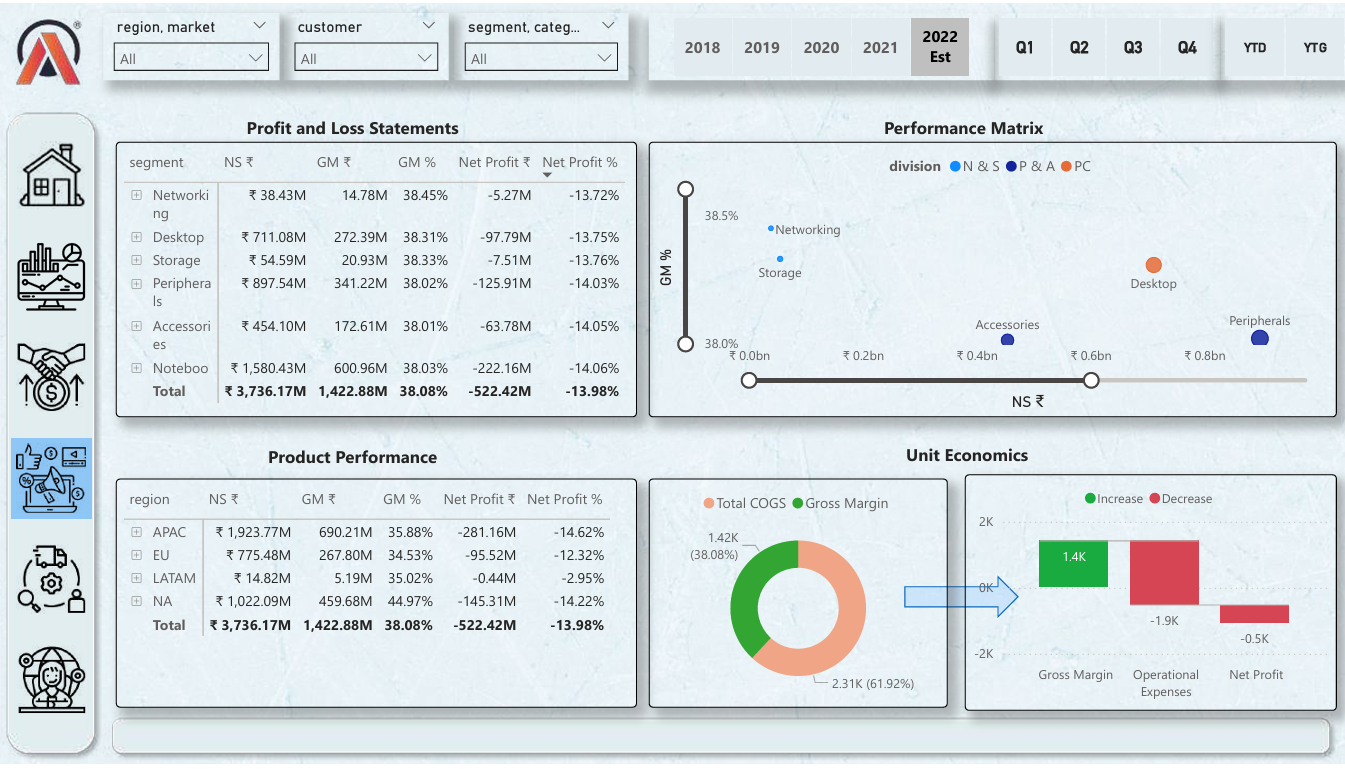 region, market
customer
segment, categ...
All
All
All
2018 2019 2020 2021 2022 Est
Q1 Q2 Q3 Q4
YTD YTG
Profit and Loss Statements
segment NS ₹ GM ₹ GM % Net Profit ₹ Net Profit %
Networki
ng ₹ 38.43M 14.78M 38.45% -5.27M -13.72%
Desktop ₹ 711.08M 272.39M 38.31% -97.79M -13.75%
Storage ₹ 54.59M 20.93M 38.33% -7.51M -13.76%
Periphera
ls ₹ 897.54M 341.22M 38.02% -125.91M -14.03%
Accessori
es ₹ 454.10M 172.61M 38.01% -63.78M -14.05%
Noteboo ₹ 1,580.43M 600.96M 38.03% -222.16M -14.06%
Total ₹ 3,736.17M 1,422.88M 38.08% -522.42M -13.98%
Performance Matrix
division N & S P & A PC
38.5%
Networking
Storage
GM %
Desktop
Accessories
Peripherals
38.0%
₹ 0.0bn ₹ 0.2bn ₹ 0.4bn ₹ 0.6bn ₹ 0.8bn
NS ₹
Product Performance
region NS ₹ GM ₹ GM % Net Profit ₹ Net Profit %
APAC ₹ 1,923.77M 690.21M 35.88% -281.16M -14.62%
EU ₹ 775.48M 267.80M 34.53% -95.52M -12.32%
LATAM ₹ 14.82M 5.19M 35.02% -0.44M -2.95%
NA ₹ 1,022.09M 459.68M 44.97% -145.31M -14.22%
Total ₹ 3,736.17M 1,422.88M 38.08% -522.42M -13.98%
Unit Economics
Total COGS Gross Margin
1.42K
(38.08%)
2.31K (61.92%)
Increase Decrease
2K
1.4K
0K
-1.9K
-0.5K
-2K
Gross Margin Operational
Expenses Net Profit